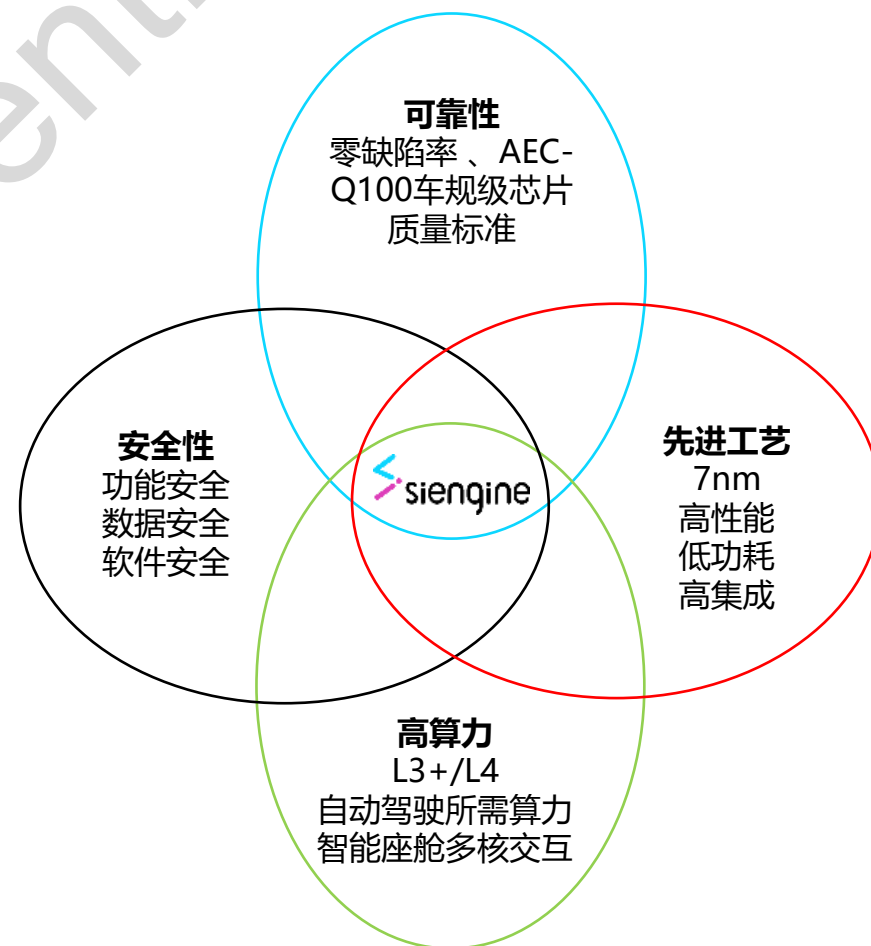 enti
可靠性
零缺陷率 、AEC-
Q100车规级芯片
质量标准
安全性
功能安全
数据安全
软件安全
siengine
先进工艺
7nm
高性能
低功耗
高集成
高算力
L3+/L4
自动驾驶所需算力
智能座舱多核交互